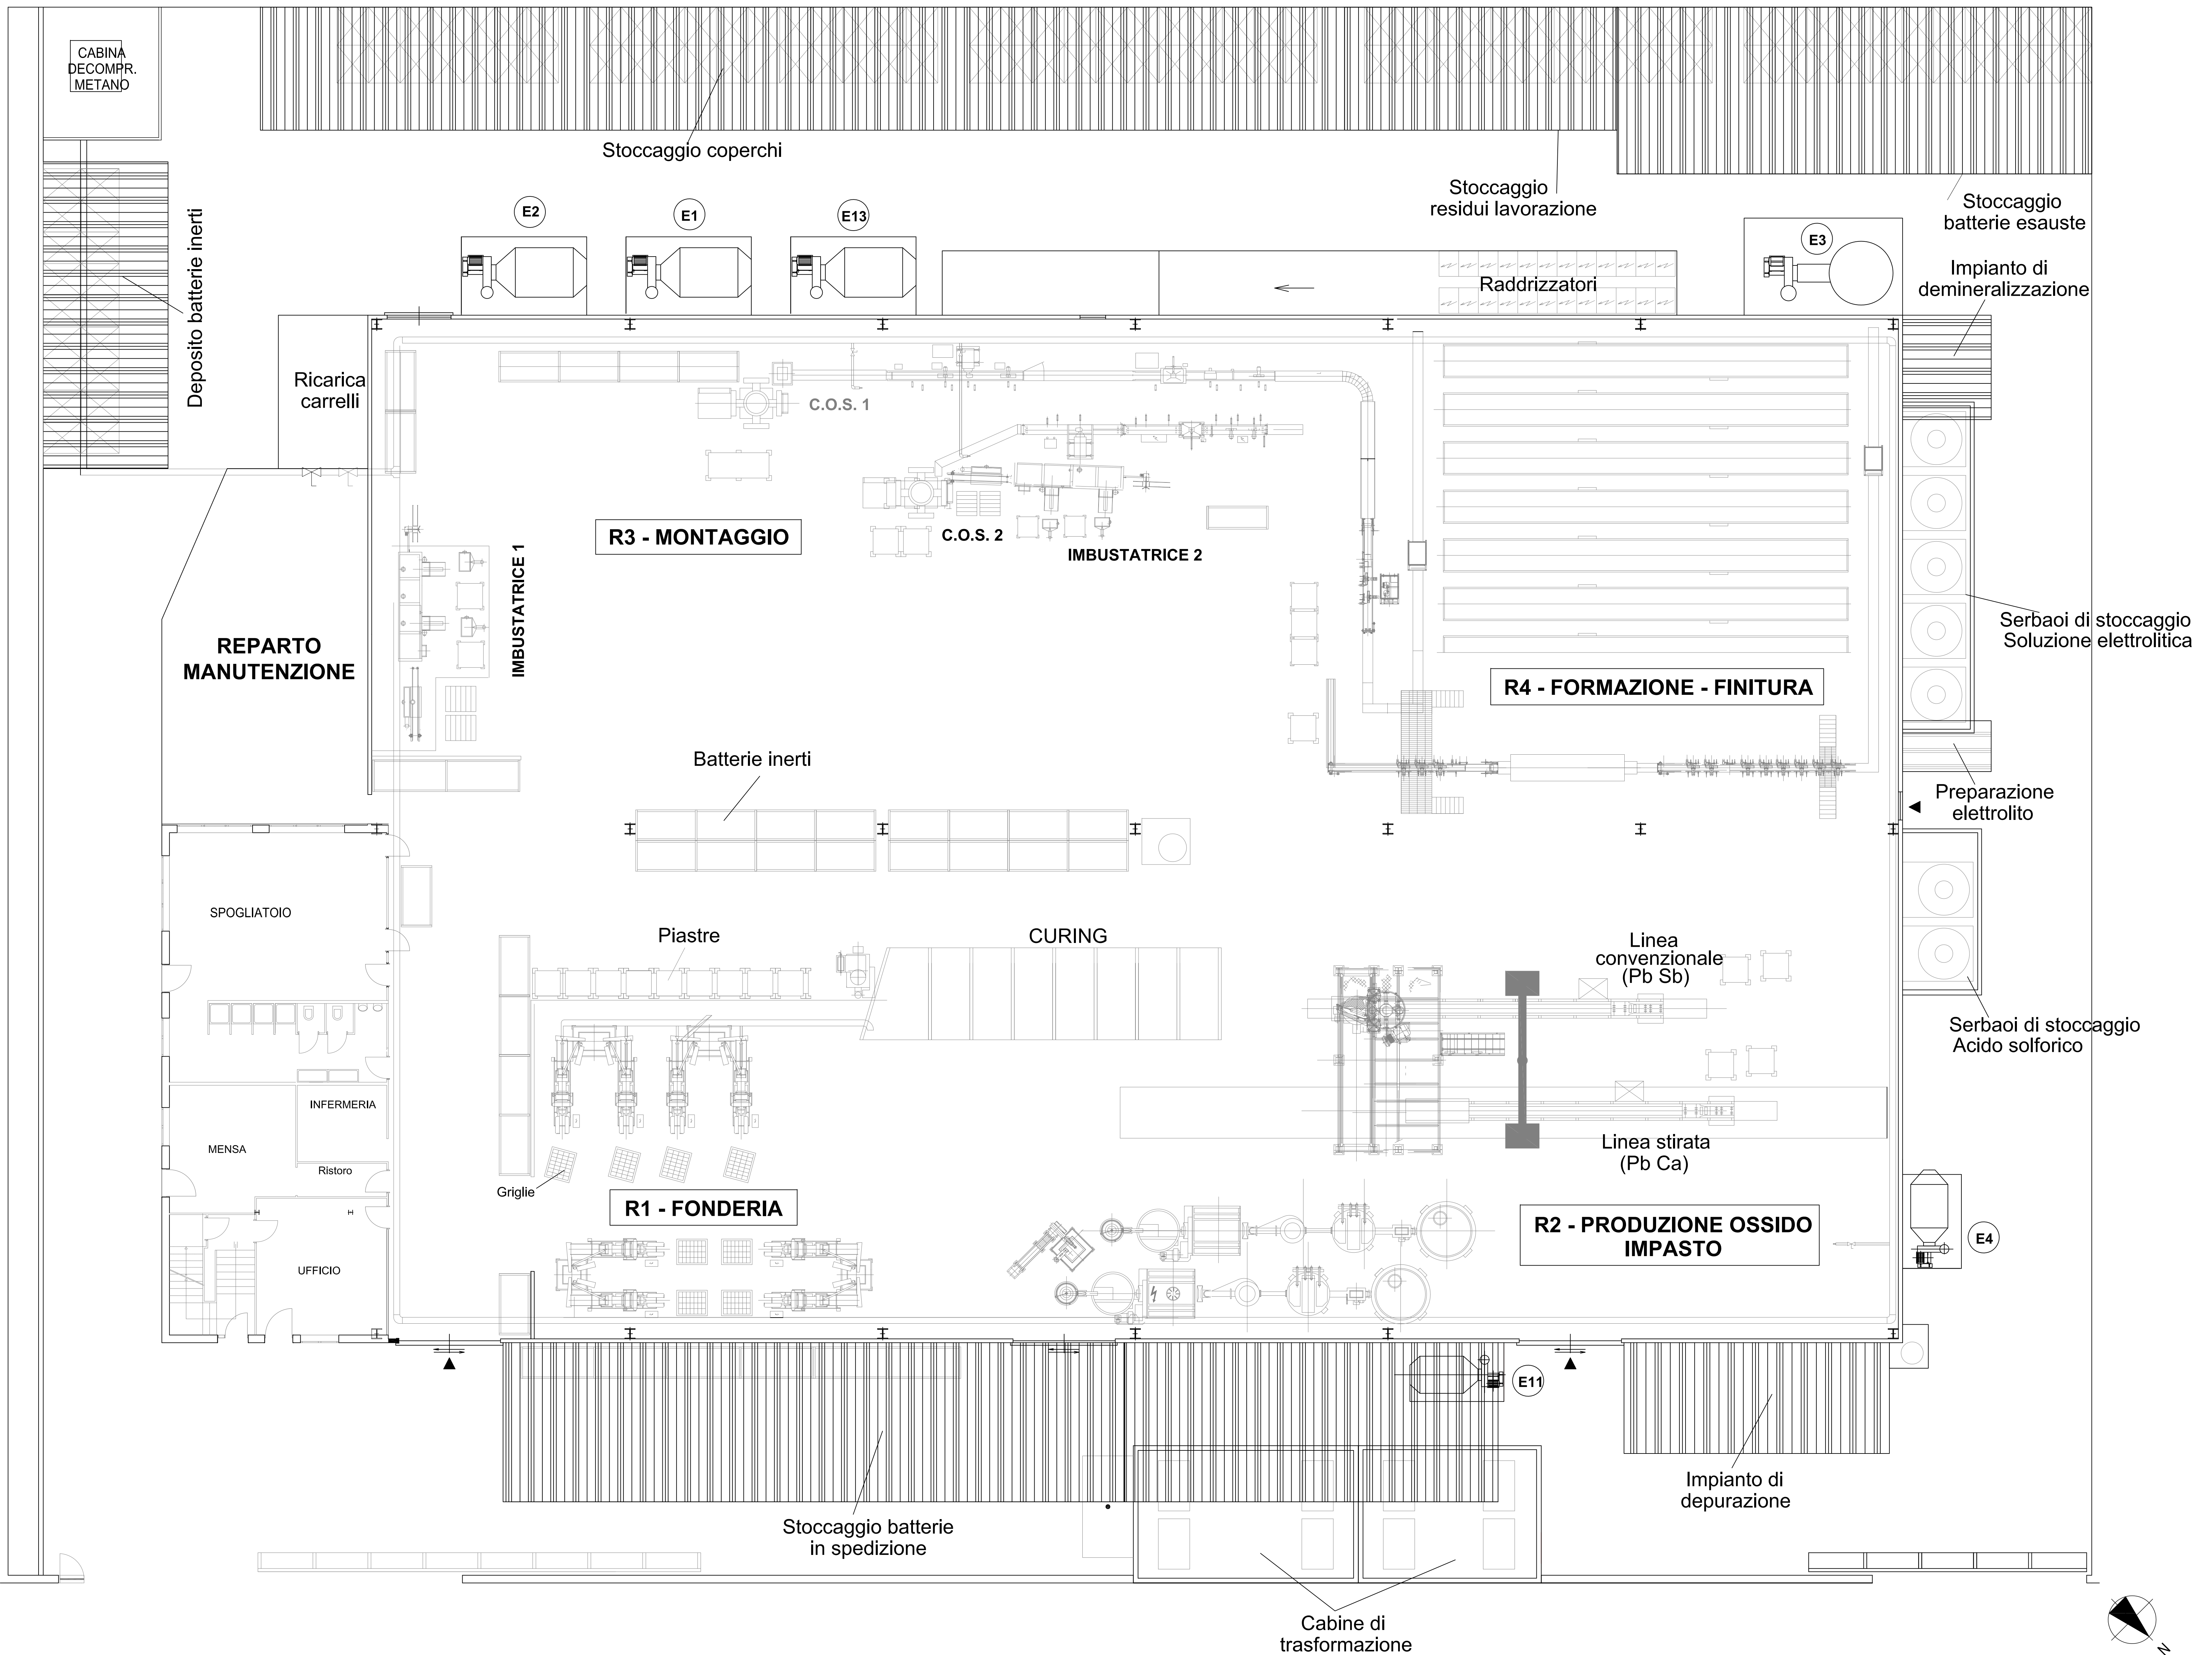 CABINA
DECOMPR.
METANO
Stoccaggio coperchi
Stoccaggio
residui lavorazione
Stoccaggio
batterie esauste
Deposito batterie inerti
E2
E1
E13
E3
Raddrizzatori
Impianto di
demineralizzazione
Ricarica
carrelli
C.O.S. 1
R3 - MONTAGGIO
C.O.S. 2
IMBUSTATRICE 2
IMBUSTATRICE 1
Serbaoi di stoccaggio
Soluzione elettrolitica
REPARTO
MANUTENZIONE
R4 - FORMAZIONE - FINITURA
Batterie inerti
Preparazione
elettrolito
SPOGLIATOIO
Piastre
CURING
Linea
convenzionale
(Pb Sb)
Serbaoi di stoccaggio
Acido solforico
INFERMERIA
MENSA
Ristoro
Linea stirata
(Pb Ca)
Griglie
R1 - FONDERIA
R2 - PRODUZIONE OSSIDO
IMPASTO
E4
UFFICIO
E11
Impianto di
depurazione
Stoccaggio batterie
in spedizione
Cabine di
trasformazione
N